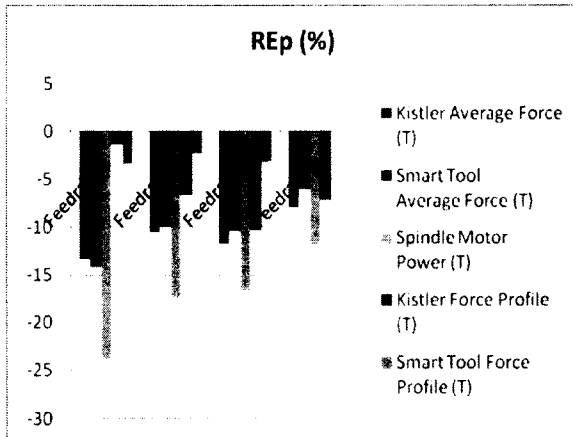 REp (%)
5
0
-5
-10
-15
-20
-25
-30
Kistler Average Force
(T)
Smart Tool
Average Force (T)
Spindle Motor
Power (T)
Kistler Force Profile
(T)
Smart Tool Force
Profile (T)